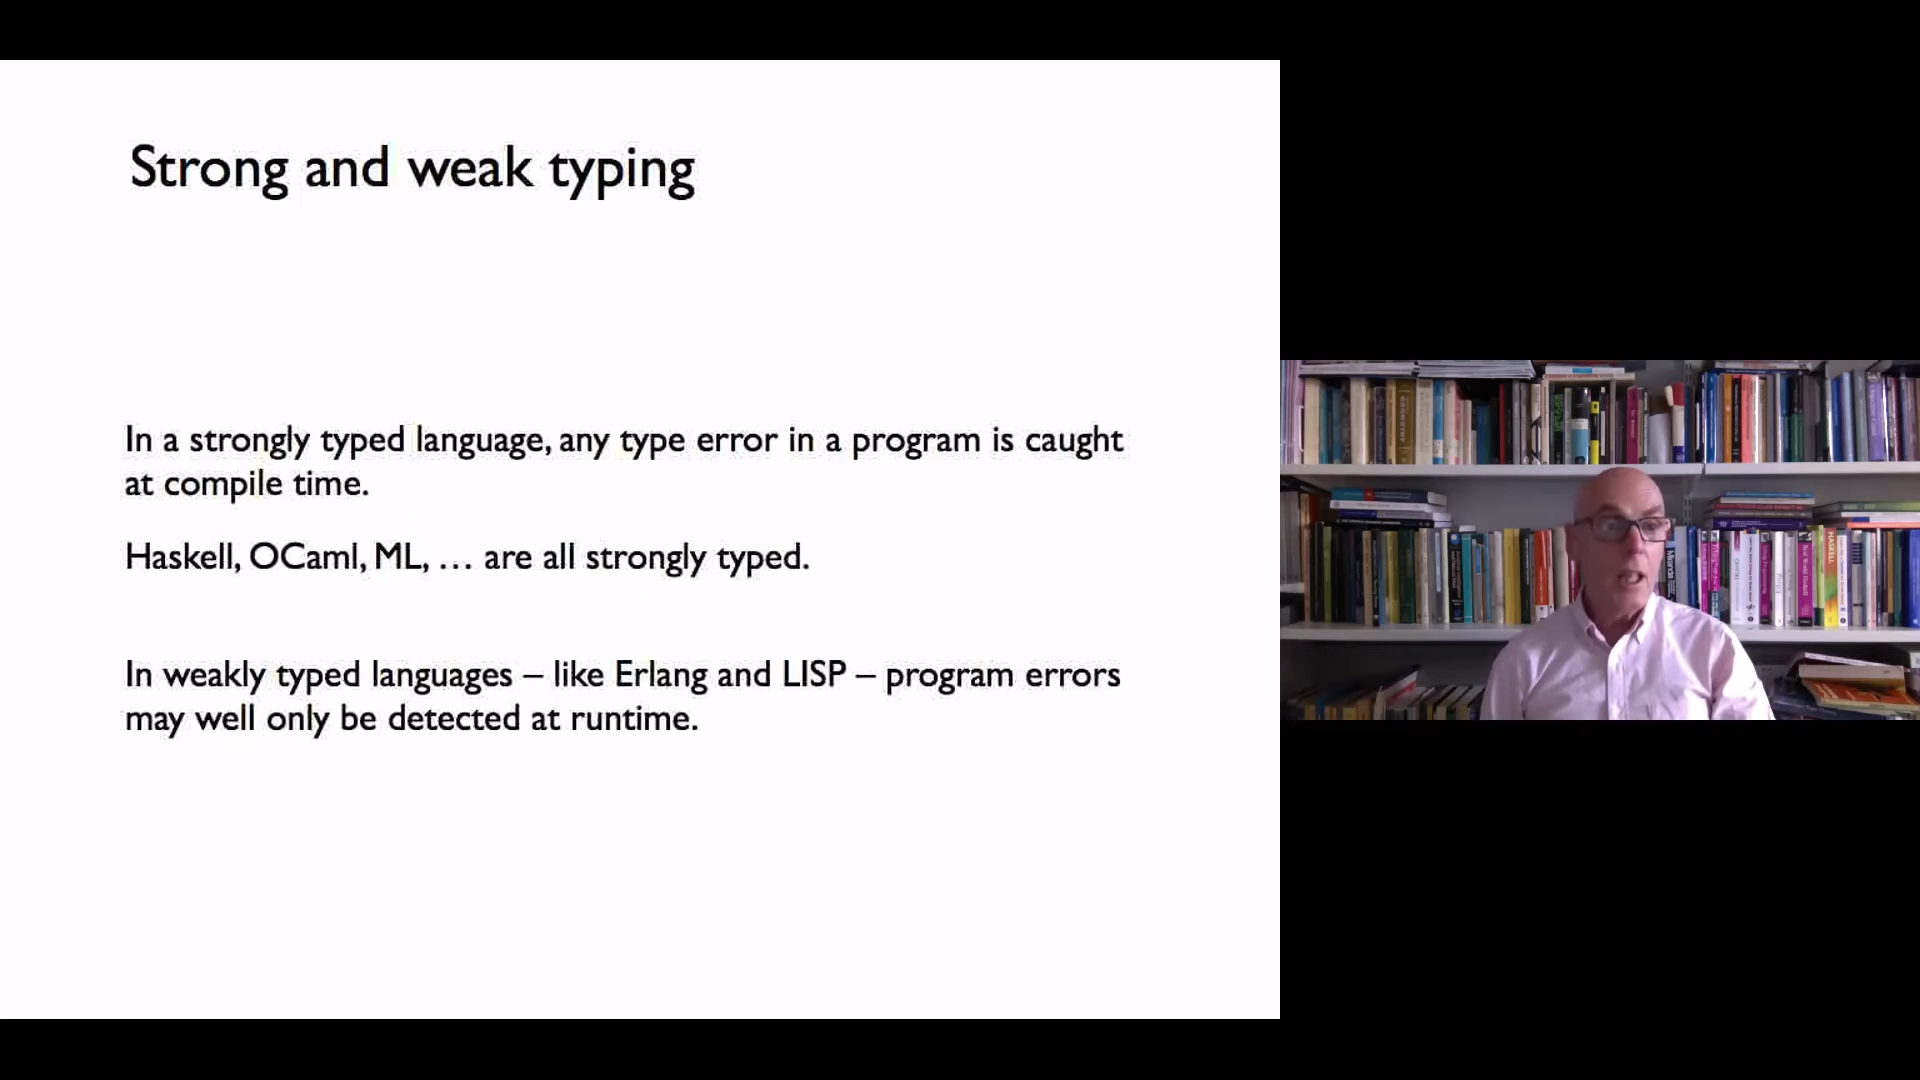 Strong and weak typing
In a strongly typed language, any type error in a program is caught
at compile time.
Haskell, OCaml, ML, … are all strongly typed.
In weakly typed languages – like Erlang and LISP – program errors
may well only be detected at runtime.
Miranda
HASKELL